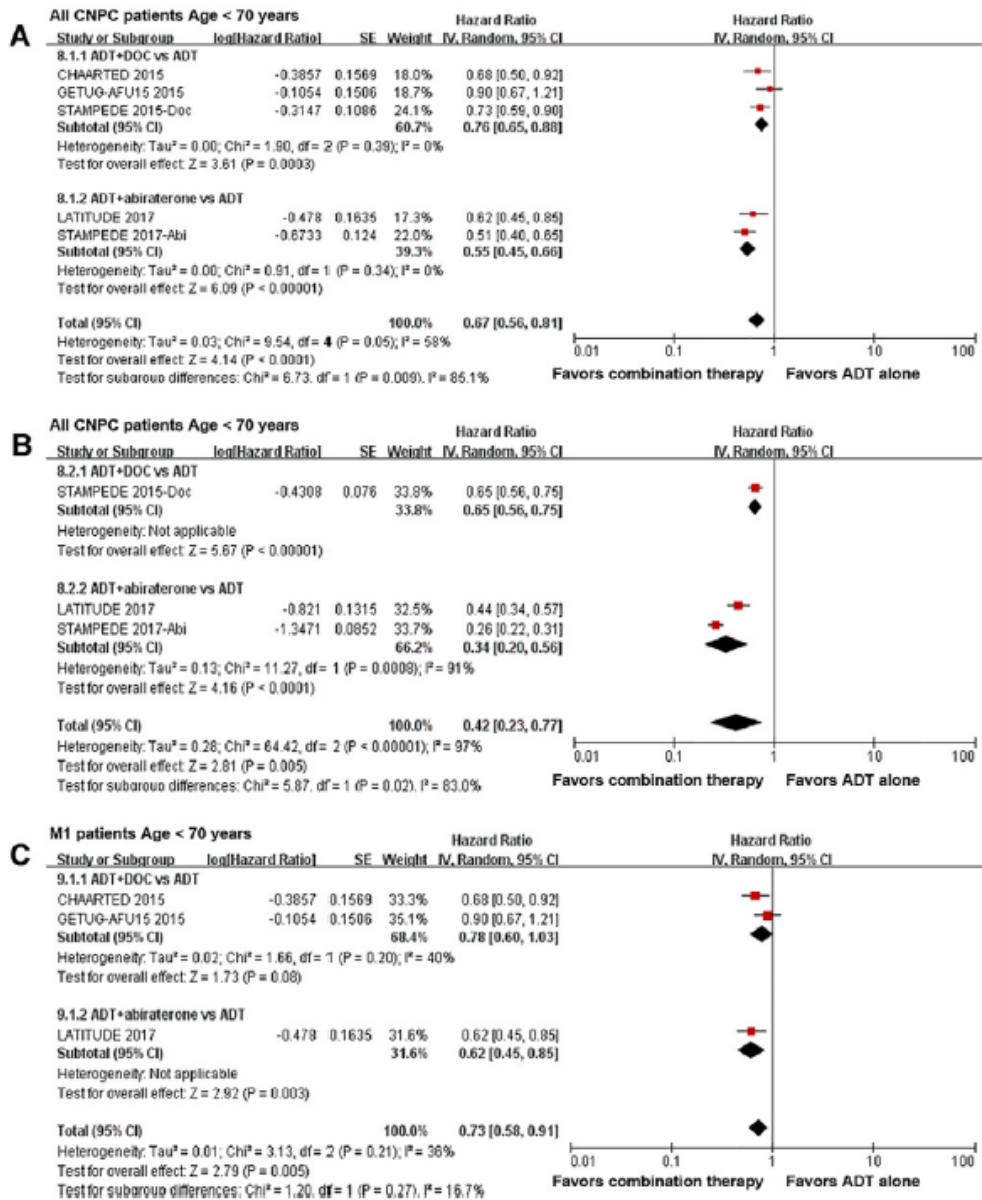 A
All CNPC patients Age < 70 years
Hazard Ratio Hazard Ratio
Study or Subgroup log[Hazard Ratio] SE Weight IV, Random, 95% CI IV, Random, 95% CI
8.1.1 ADT+DOC vs ADT
CHAARTED 2015 -0.3857 0.1569 18.0% 0.68 [0.50, 0.92]
GETUG-AFU15 2015 -0.1054 0.1506 18.7% 0.90 [0.67, 1.21]
STAMPEDE 2015-Doc -0.3147 0.1086 24.1% 0.73 [0.59, 0.90]
Subtotal (95% CI) 60.7% 0.76 [0.65, 0.88]
Heterogeneity: Tau² = 0.00; Chi² = 1.90, df = 2 (P = 0.39); I² = 0%
Test for overall effect: Z = 3.61 (P = 0.0003)
8.1.2 ADT+abiraterone vs ADT
LATITUDE 2017 -0.478 0.1635 17.3% 0.62 [0.45, 0.85]
STAMPEDE 2017-Abi -0.6733 0.124 22.0% 0.51 [0.40, 0.65]
Subtotal (95% CI) 39.3% 0.55 [0.45, 0.66]
Heterogeneity: Tau² = 0.00; Chi² = 0.91, df = 1 (P = 0.34); I² = 0%
Test for overall effect: Z = 6.09 (P < 0.00001)
Total (95% CI) 100.0% 0.67 [0.56, 0.81]
Heterogeneity: Tau² = 0.03; Chi² = 9.54, df = 4 (P = 0.05); I² = 58%
Test for overall effect: Z = 4.14 (P < 0.0001)
Test for subgroup differences: Chi² = 6.73, df = 1 (P = 0.009), I² = 85.1%
0.01 0.1 1 10 100
Favors combination therapy Favors ADT alone
B
All CNPC patients Age < 70 years
Hazard Ratio Hazard Ratio
Study or Subgroup log[Hazard Ratio] SE Weight IV, Random, 95% CI IV, Random, 95% CI
8.2.1 ADT+DOC vs ADT
STAMPEDE 2015-Doc -0.4308 0.076 33.8% 0.65 [0.56, 0.75]
Subtotal (95% CI) 33.8% 0.65 [0.56, 0.75]
Heterogeneity: Not applicable
Test for overall effect: Z = 5.67 (P < 0.00001)
8.2.2 ADT+abiraterone vs ADT
LATITUDE 2017 -0.821 0.1315 32.5% 0.44 [0.34, 0.57]
STAMPEDE 2017-Abi -1.3471 0.0852 33.7% 0.26 [0.22, 0.31]
Subtotal (95% CI) 66.2% 0.34 [0.20, 0.56]
Heterogeneity: Tau² = 0.13; Chi² = 11.27, df = 1 (P = 0.0008); I² = 91%
Test for overall effect: Z = 4.16 (P < 0.0001)
Total (95% CI) 100.0% 0.42 [0.23, 0.77]
Heterogeneity: Tau² = 0.28; Chi² = 64.42, df = 2 (P < 0.00001); I² = 97%
Test for overall effect: Z = 2.81 (P = 0.005)
Test for subgroup differences: Chi² = 5.87, df = 1 (P = 0.02), I² = 83.0%
0.01 0.1 1 10 100
Favors combination therapy Favors ADT alone
C
M1 patients Age < 70 years
Hazard Ratio Hazard Ratio
Study or Subgroup log[Hazard Ratio] SE Weight IV, Random, 95% CI IV, Random, 95% CI
9.1.1 ADT+DOC vs ADT
CHAARTED 2015 -0.3857 0.1569 33.3% 0.68 [0.50, 0.92]
GETUG-AFU15 2015 -0.1054 0.1506 35.1% 0.90 [0.67, 1.21]
Subtotal (95% CI) 68.4% 0.78 [0.60, 1.03]
Heterogeneity: Tau² = 0.02; Chi² = 1.66, df = 1 (P = 0.20); I² = 40%
Test for overall effect: Z = 1.73 (P = 0.08)
9.1.2 ADT+abiraterone vs ADT
LATITUDE 2017 -0.478 0.1635 31.6% 0.62 [0.45, 0.85]
Subtotal (95% CI) 31.6% 0.62 [0.45, 0.85]
Heterogeneity: Not applicable
Test for overall effect: Z = 2.92 (P = 0.003)
Total (95% CI) 100.0% 0.73 [0.58, 0.91]
Heterogeneity: Tau² = 0.01; Chi² = 3.13, df = 2 (P = 0.21); I² = 36%
Test for overall effect: Z = 2.79 (P = 0.005)
Test for subgroup differences: Chi² = 1.20, df = 1 (P = 0.27), I² = 16.7%
0.01 0.1 1 10 100
Favors combination therapy Favors ADT alone